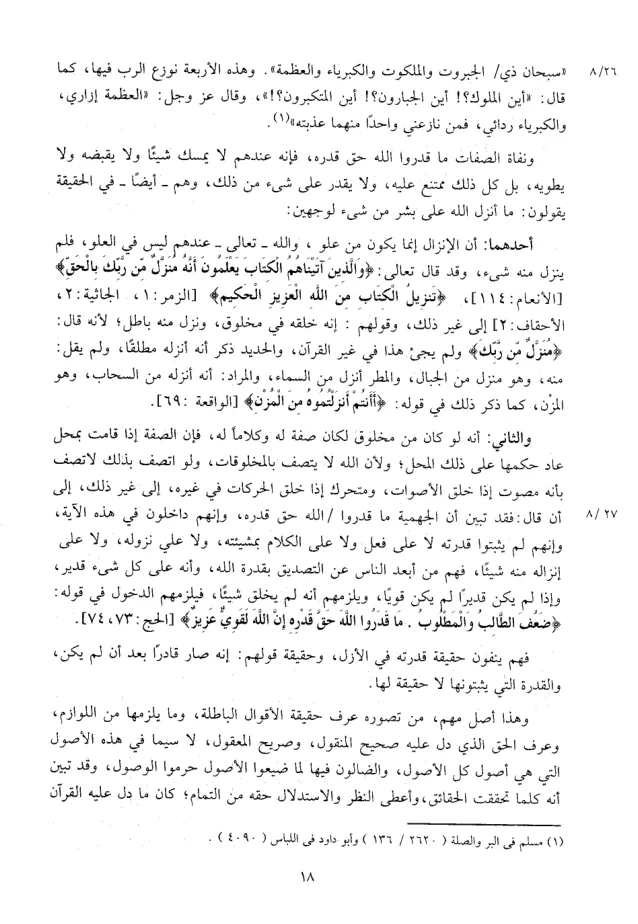 ٨/٢٦
«سبحان ذي/ الجبروت والملكوت والكبرياء والعظمة». وهذه الأربعة نوزع الرب فيها، كما
قال: «أين الملوك؟! أين الجبارون؟! أين المتكبرون؟!»، وقال عز وجل: «العظمة إزاري،
والكبرياء ردائي، فمن نازعني واحدًا منهما عذبته»(١).
ونفاة الصفات ما قدروا الله حق قدره، فإنه عندهم لا يمسك شيئًا ولا يقبضه ولا
يطويه، بل كل ذلك ممتنع عليه، ولا يقدر على شىء من ذلك، وهم ـ أيضًا ـ في الحقيقة
يقولون: ما أنزل الله على بشر من شىء لوجهين:
أحدهما: أن الإنزال إنما يكون من علو ، والله ـ تعالى ـ عندهم ليس في العلو، فلم
ينزل منه شىء، وقد قال تعالى: ﴿وَالَّذِينَ آتَيْنَاهُمُ الْكِتَابَ يَعْلَمُونَ أَنَّهُ مُنَزَّلٌ مِّن رَّبِّكَ بِالْحَقِّ﴾
[الأنعام:١١٤]، ﴿تَنزِيلُ الْكِتَابِ مِنَ اللَّهِ الْعَزِيزِ الْحَكِيمِ﴾ [الزمر:١، الجاثية:٢،
الأحقاف:٢] إلى غير ذلك، وقولهم : إنه خلقه في مخلوق، ونزل منه باطل؛ لأنه قال:
﴿مُنَزَّلٌ مِّن رَّبِّكَ﴾ ولم يجئ هذا في غير القرآن، والحديد ذكر أنه أنزله مطلقًا، ولم يقل:
منه، وهو منزل من الجبال، والمطر أنزل من السماء، والمراد: أنه أنزله من السحاب، وهو
المزْن، كما ذكر ذلك في قوله: ﴿أَأَنتُمْ أَنزَلْتُمُوهُ مِنَ الْمُزْنِ﴾ [الواقعة :٦٩].
والثاني: أنه لو كان من مخلوق لكان صفة له وكلاماً له، فإن الصفة إذا قامت بمحل
عاد حكمها على ذلك المحل؛ ولأن الله لا يتصف بالمخلوقات، ولو اتصف بذلك لاتصف
بأنه مصوت إذا خلق الأصوات، ومتحرك إذا خلق الحركات في غيره، إلى غير ذلك، إلى
٨/٢٧
أن قال:فقد تبين أن الجهمية ما قدروا /الله حق قدره، وإنهم داخلون في هذه الآية،
وإنهم لم يثبتوا قدرته لا على فعل ولا على الكلام بمشيئته، ولا علي نزوله، ولا على
إنزاله منه شيئًا، فهم من أبعد الناس عن التصديق بقدرة الله، وأنه على كل شىء قدير،
وإذا لم يكن قديرًا لم يكن قويًا، ويلزمهم أنه لم يخلق شيئًا، فيلزمهم الدخول في قوله:
﴿ضَعُفَ الطَّالِبُ وَالْمَطْلُوبُ . مَا قَدَرُوا اللَّهَ حَقَّ قَدْرِهِ إِنَّ اللَّهَ لَقَوِيٌّ عَزِيزٌ﴾ [الحج:٧٣، ٧٤].
فهم ينفون حقيقة قدرته في الأزل، وحقيقة قولهم: إنه صار قادرًا بعد أن لم يكن،
والقدرة التي يثبتونها لا حقيقة لها.
وهذا أصل مهم، من تصوره عرف حقيقة الأقوال الباطلة، وما يلزمها من اللوازم،
وعرف الحق الذي دل عليه صحيح المنقول، وصريح المعقول، لا سيما في هذه الأصول
التي هي أصول كل الأصول، والضالون فيها لما ضيعوا الأصول حرموا الوصول، وقد تبين
أنه كلما تحققت الحقائق،وأعطى النظر والاستدلال حقه من التمام؛ كان ما دل عليه القرآن
(١) مسلم فى البر والصلة ( ٢٦٢٠ / ١٣٦ ) وأبو داود فى اللباس ( ٤٠٩٠ ) .
١٨